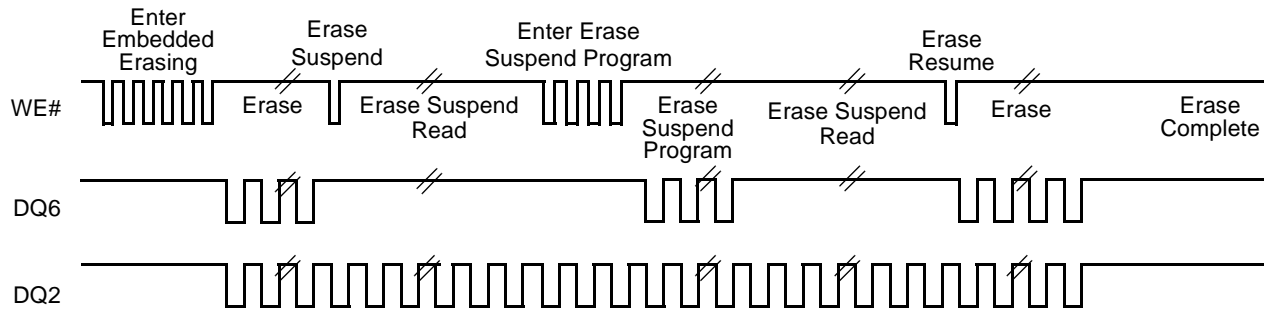 Enter
Embedded
Erasing
Erase
Suspend
Enter Erase
Suspend Program
Erase
Resume
WE#
Erase
Erase Suspend
Read
Erase
Suspend
Program
Erase Suspend
Read
Erase
Erase
Complete
DQ6
DQ2